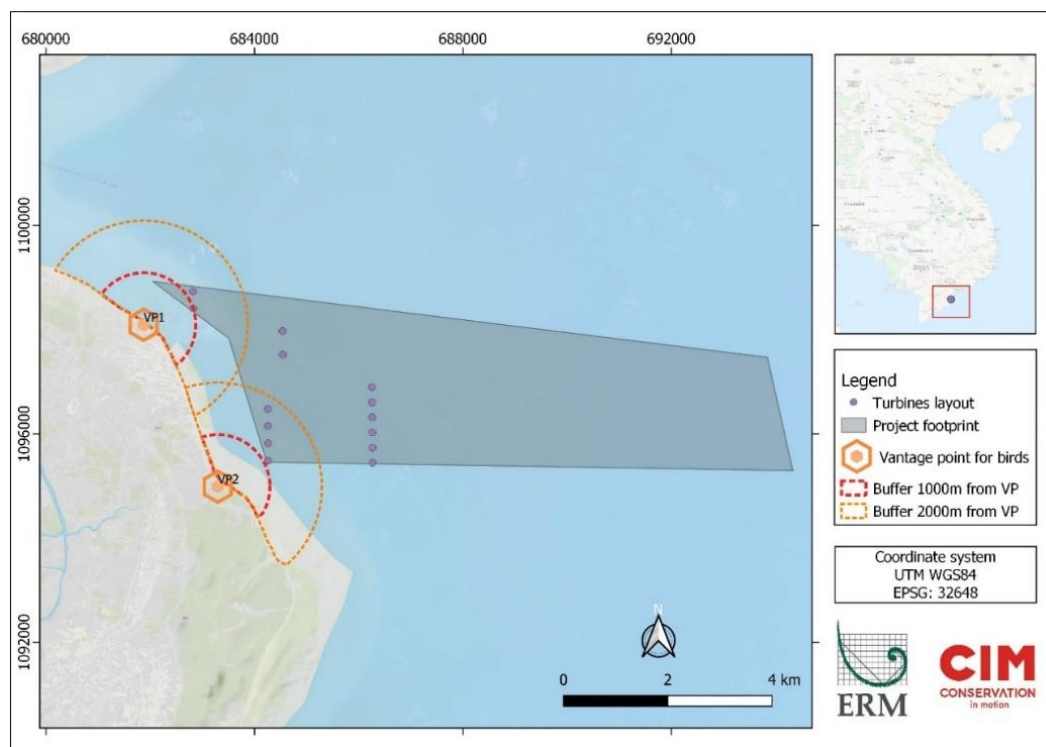 680000
684000
688000
692000
1100000
1096000
1092000
VP1
VP2
N
0
2
4 km
Legend
Turbines layout
Project footprint
Vantage point for birds
Buffer 1000m from VP
Buffer 2000m from VP
Coordinate system
UTM WGS84
EPSG: 32648
ERM
CIM
CONSERVATION
in motion